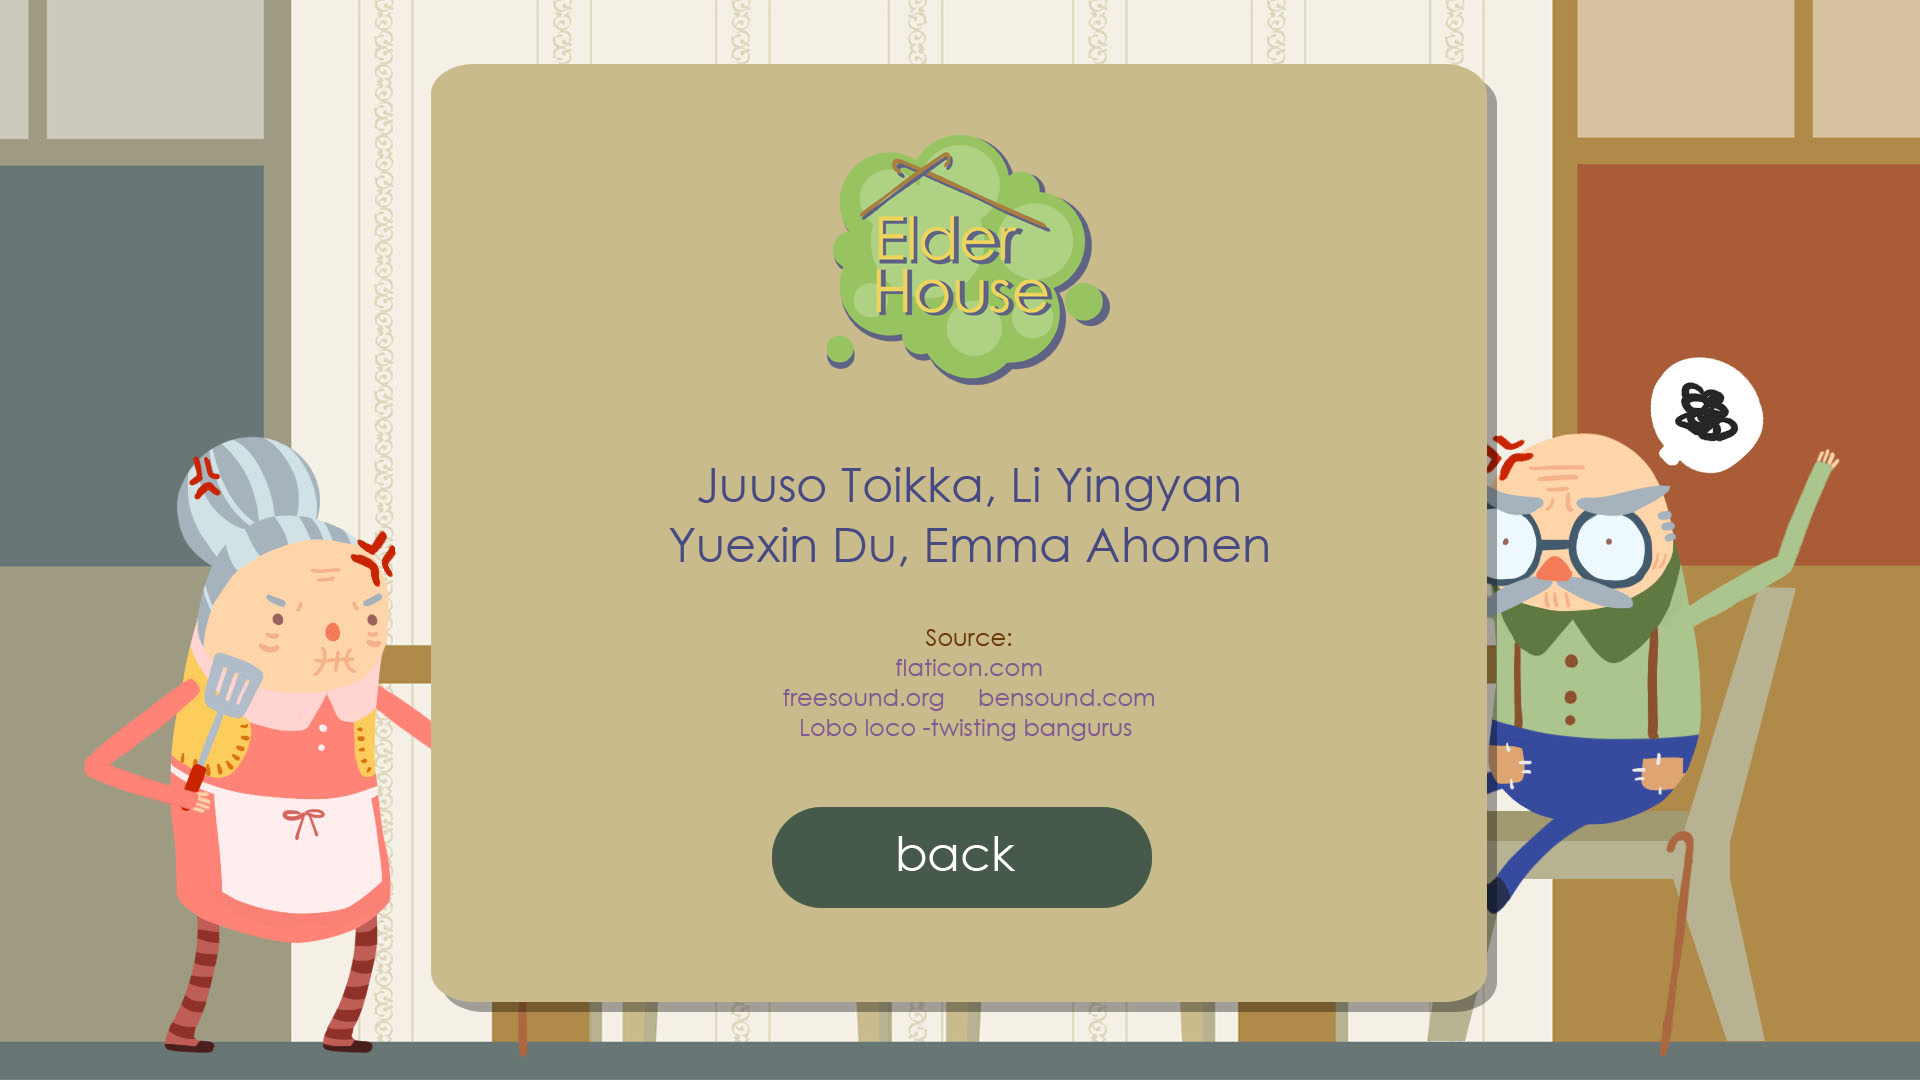 Elder
House
Juuso Toikka, Li Yingyan
Yuexin Du, Emma Ahonen
Source:
flaticon.com
freesound.org bensound.com
Lobo loco -twisting bangurus
back